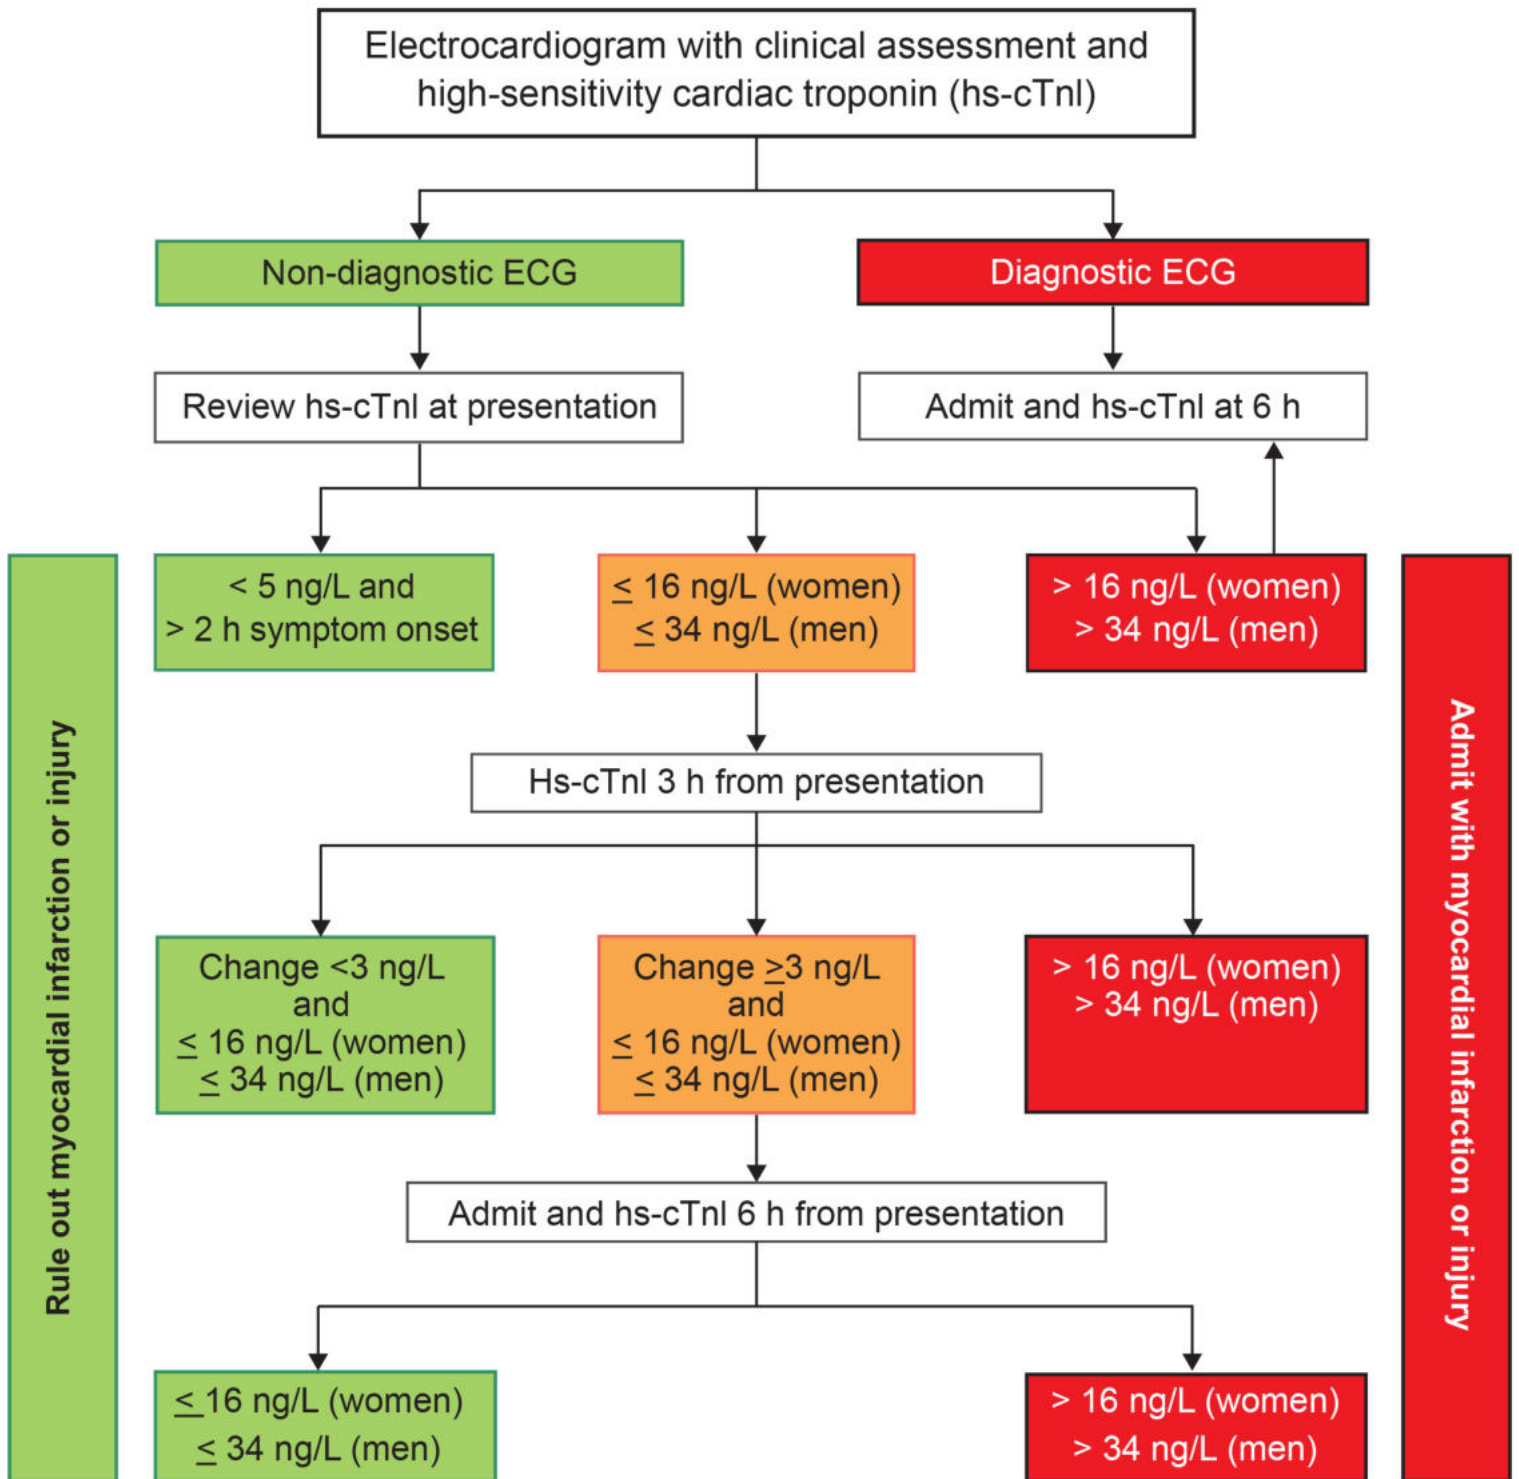 Electrocardiogram with clinical assessment and
high-sensitivity cardiac troponin (hs-cTnI)
Non-diagnostic ECG
Diagnostic ECG
Review hs-cTnI at presentation
Admit and hs-cTnI at 6 h
< 5 ng/L and
> 2 h symptom onset
≤ 16 ng/L (women)
≤ 34 ng/L (men)
> 16 ng/L (women)
> 34 ng/L (men)
Hs-cTnI 3 h from presentation
Change <3 ng/L
and
≤ 16 ng/L (women)
≤ 34 ng/L (men)
Change ≥3 ng/L
and
≤ 16 ng/L (women)
≤ 34 ng/L (men)
> 16 ng/L (women)
> 34 ng/L (men)
Admit and hs-cTnI 6 h from presentation
≤ 16 ng/L (women)
≤ 34 ng/L (men)
> 16 ng/L (women)
> 34 ng/L (men)
Rule out myocardial infarction or injury
Admit with myocardial infarction or injury